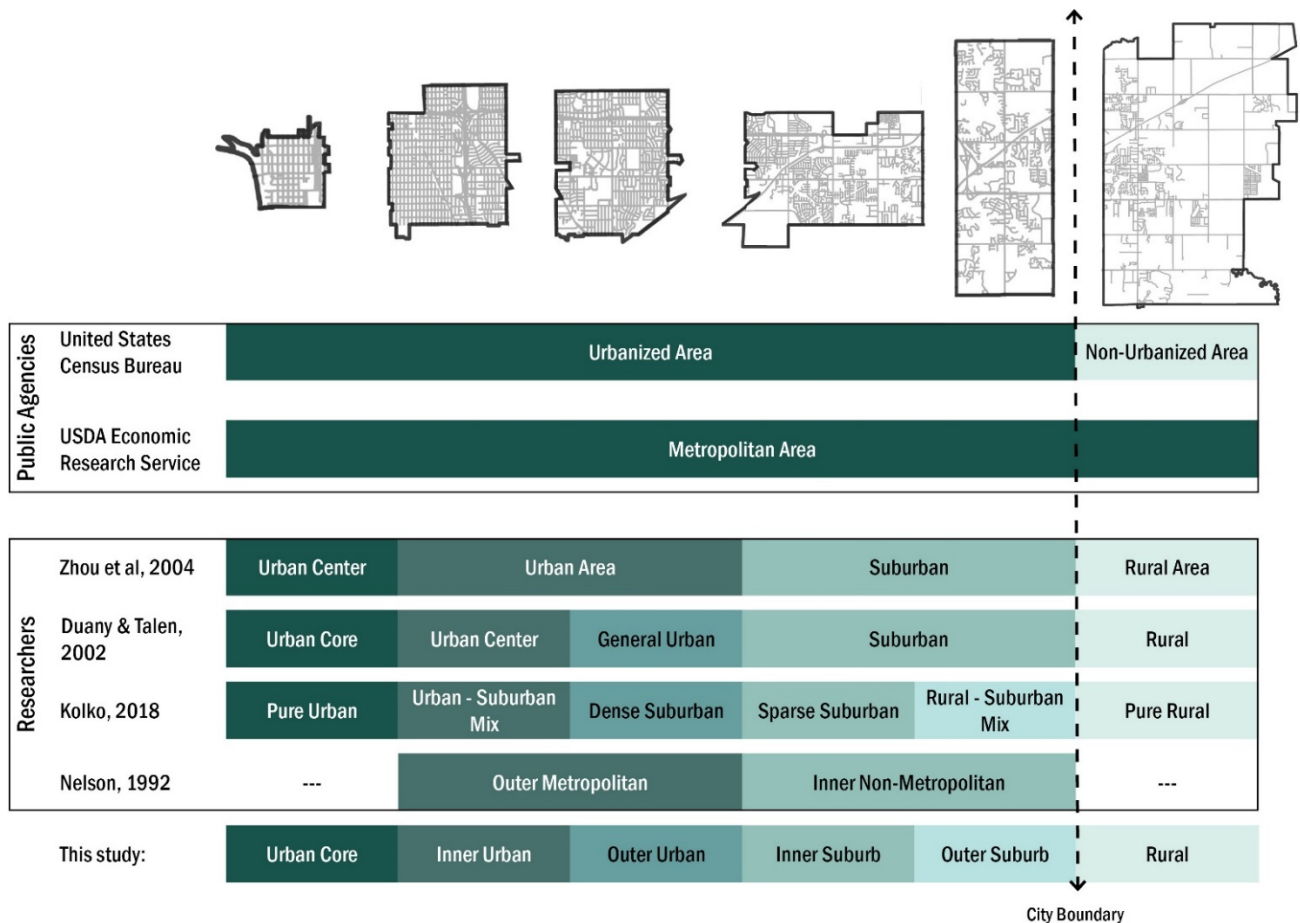 Public Agencies
United States
Census Bureau
Urbanized Area
Non-Urbanized Area
USDA Economic
Research Service
Metropolitan Area
Researchers
Zhou et al, 2004
Urban Center
Urban Area
Suburban
Rural Area
Duany & Talen,
2002
Urban Core
Urban Center
General Urban
Suburban
Rural
Kolko, 2018
Pure Urban
Urban - Suburban
Mix
Dense Suburban
Sparse Suburban
Rural - Suburban
Mix
Pure Rural
Nelson, 1992
---
Outer Metropolitan
Inner Non-Metropolitan
---
This study:
Urban Core
Inner Urban
Outer Urban
Inner Suburb
Outer Suburb
Rural
City Boundary